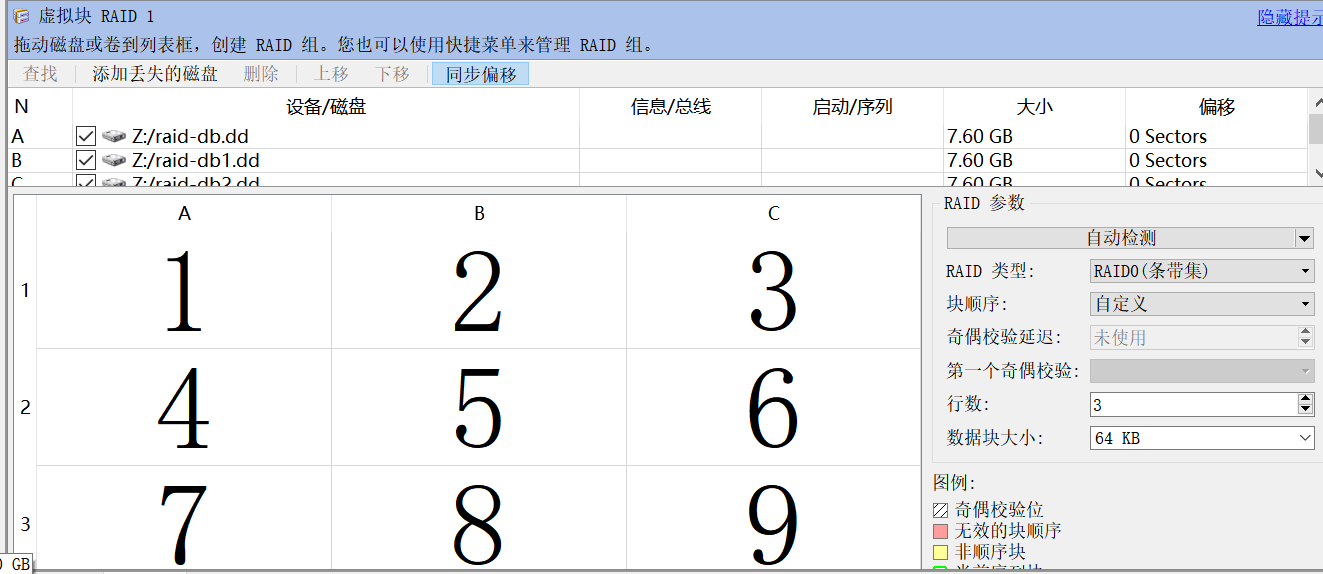 虚拟块 RAID 1
隐藏提示
拖动磁盘或卷到列表框，创建 RAID 组。您也可以使用快捷菜单来管理 RAID 组。
查找 添加丢失的磁盘 删除 上移 下移 同步偏移
N 设备/磁盘 信息/总线 启动/序列 大小 偏移
A Z:/raid-db.dd 7.60 GB 0 Sectors
B Z:/raid-db1.dd 7.60 GB 0 Sectors
C Z:/raid-db2.dd 7.60 GB 0 Sectors
A B C
1 1 2 3
2 4 5 6
3 7 8 9
RAID 参数
自动检测
RAID 类型: RAID0(条带集)
块顺序: 自定义
奇偶校验延迟: 未使用
第一个奇偶校验:
行数: 3
数据块大小: 64 KB
图例:
奇偶校验位
无效的块顺序
非顺序块
GB